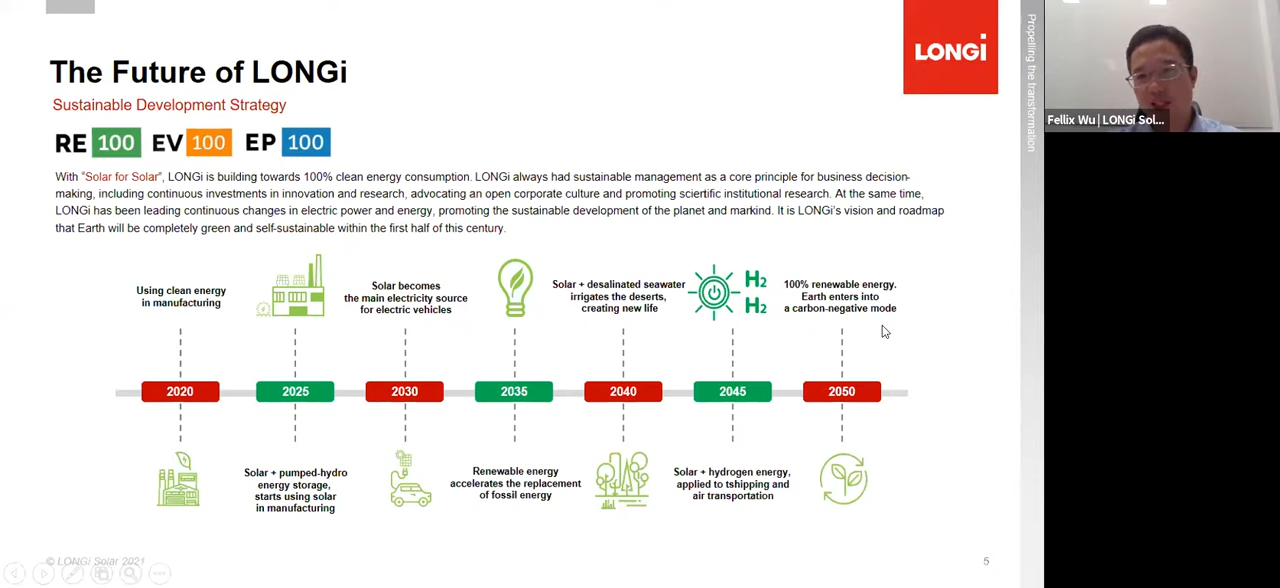 LONGi
The Future of LONGi
Sustainable Development Strategy
RE 100 EV 100 EP 100
With "Solar for Solar", LONGi is building towards 100% clean energy consumption. LONGi always had sustainable management as a core principle for business decision-
making, including continuous investments in innovation and research, advocating an open corporate culture and promoting scientific institutional research. At the same time,
LONGi has been leading continuous changes in electric power and energy, promoting the sustainable development of the planet and markind. It is LONGi's vision and roadmap
that Earth will be completely green and self-sustainable within the first half of this century.
Using clean energy
in manufacturing
Solar becomes
the main electricity source
for electric vehicles
Solar + desalinated seawater
irrigates the deserts,
creating new life
H2
H2
100% renewable energy.
Earth enters into
a carbon-negative mode
2020 2025 2030 2035 2040 2045 2050
Solar + pumped-hydro
energy storage,
starts using solar
in manufacturing
Renewable energy
accelerates the replacement
of fossil energy
Solar + hydrogen energy,
applied to tshipping and
air transportation
© LONGi Solar 2021
5
Propelling the transformation
Fellix Wu | LONGi Sol...